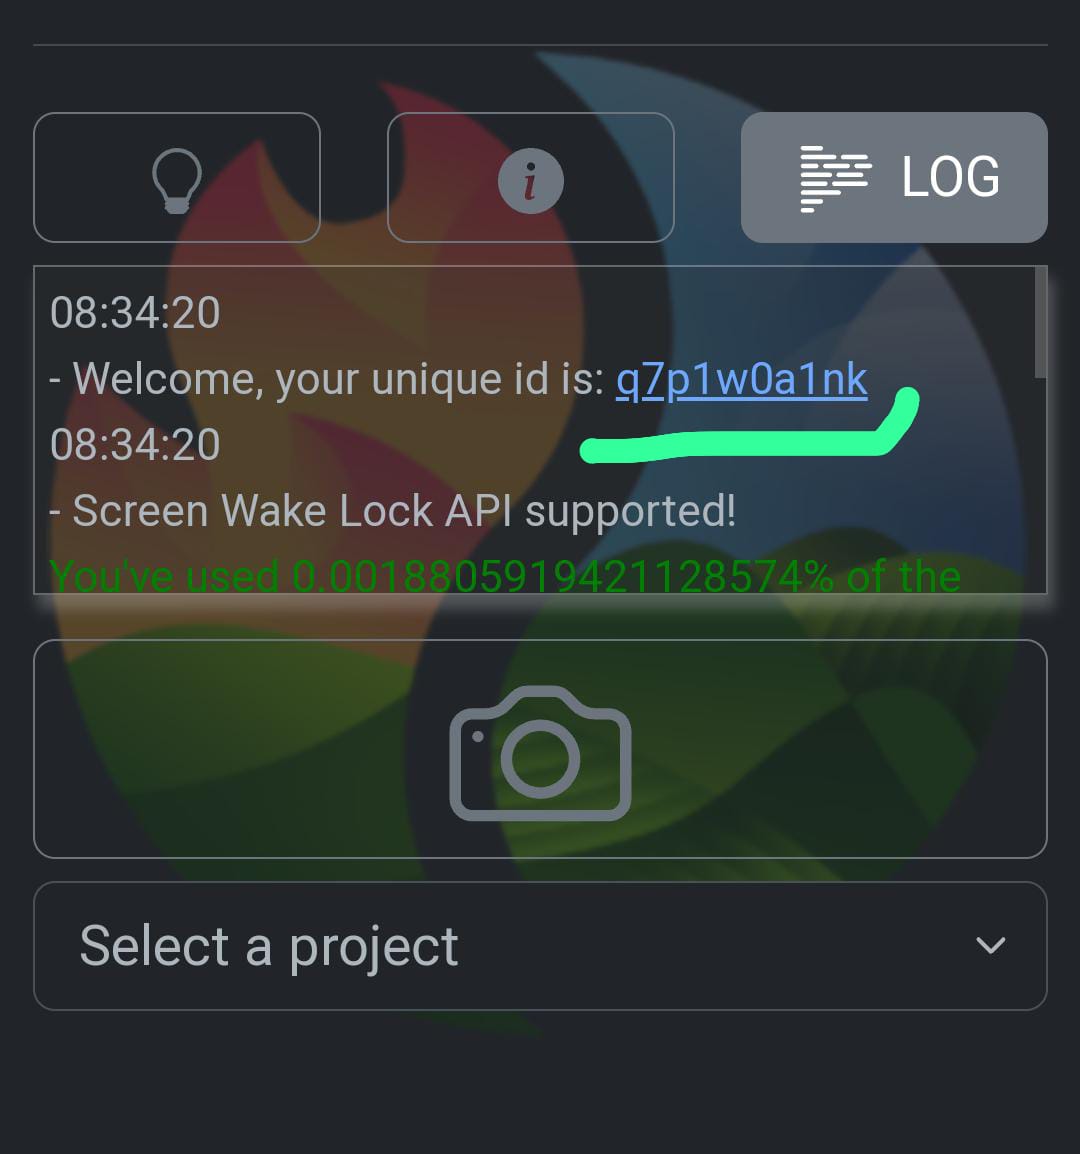 LOG
08:34:20
- Welcome, your unique id is: q7p1w0a1nk
08:34:20
- Screen Wake Lock API supported!
You've used 0.0018805919421128574% of the
Select a project